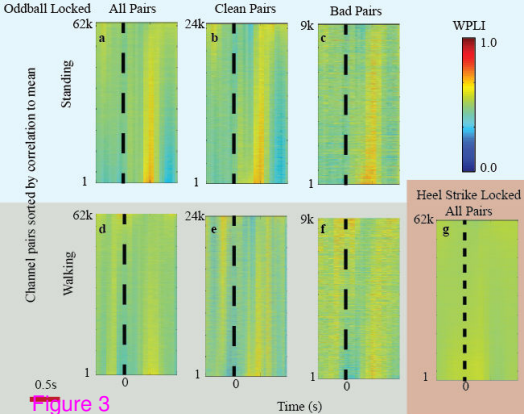 Oddball Locked
All Pairs
Clean Pairs
Bad Pairs
WPLI
62k
a
24k
b
9k
c
1.0
0.0
Standing
1
1
1
Channel pairs sorted by correlation to mean
Heel Strike Locked
All Pairs
62k
d
24k
e
9k
f
62k
g
Walking
1
1
1
1
0.5s
0
0
0
0
Figure 3
Time (s)